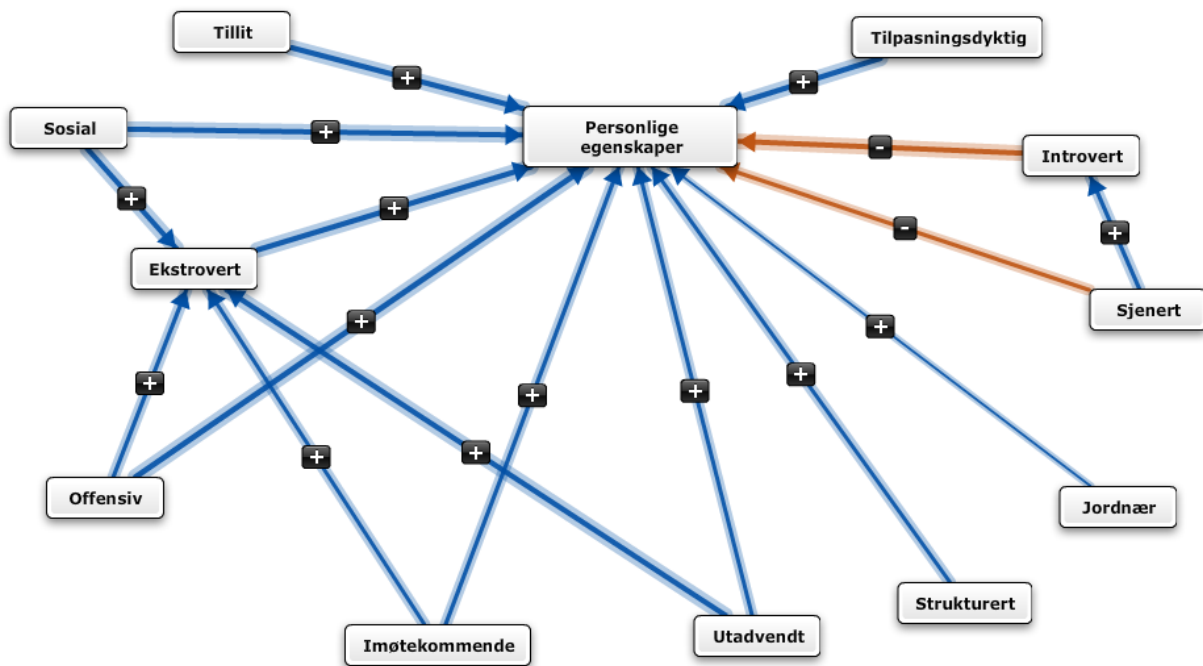 Tillit
Tilpasningsdyktig
+
+
Sosial
+
Personlige
egenskaper
-
Introvert
+
+
-
+
Ekstrovert
Sjenert
+
+
+
+
+
+
+
+
Offensiv
Jordnær
Strukturert
Imøtekommende
Utadvendt